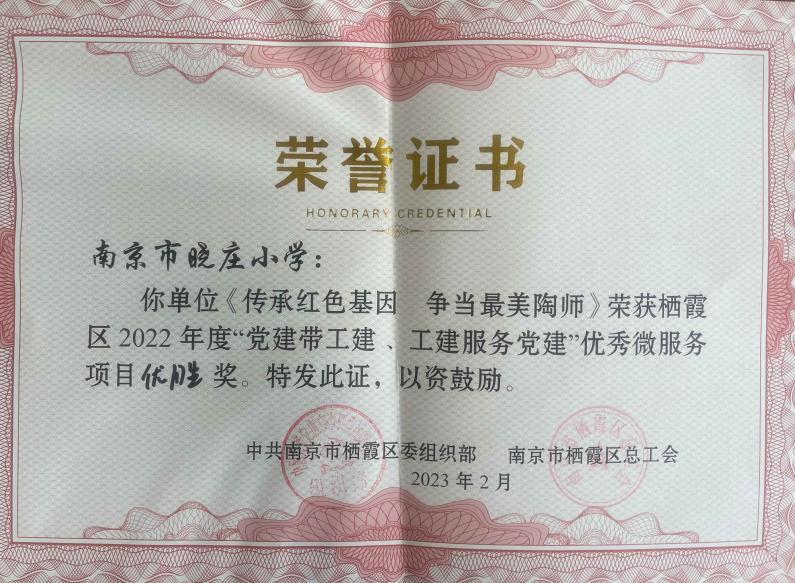 荣誉证书
HONORARY CREDENTIAL
南京市晓庄小学：
你单位《传承红色基因　争当最美陶师》荣获栖霞
区 2022 年度“党建带工建、工建服务党建”优秀微服务
项目优胜奖。特发此证，以资鼓励。
中共南京市栖霞区委组织部　南京市栖霞区总工会
2023 年 2 月